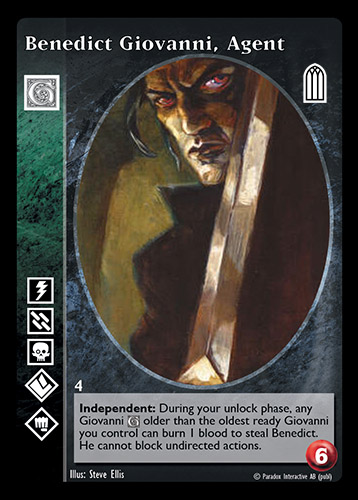 Benedict Giovanni, Agent
4
Independent: During your unlock phase, any
Giovanni G older than the oldest ready Giovanni
you control can burn 1 blood to steal Benedict.
He cannot block undirected actions.
6
Illus: Steve Ellis
© Paradox Interactive AB (publ)